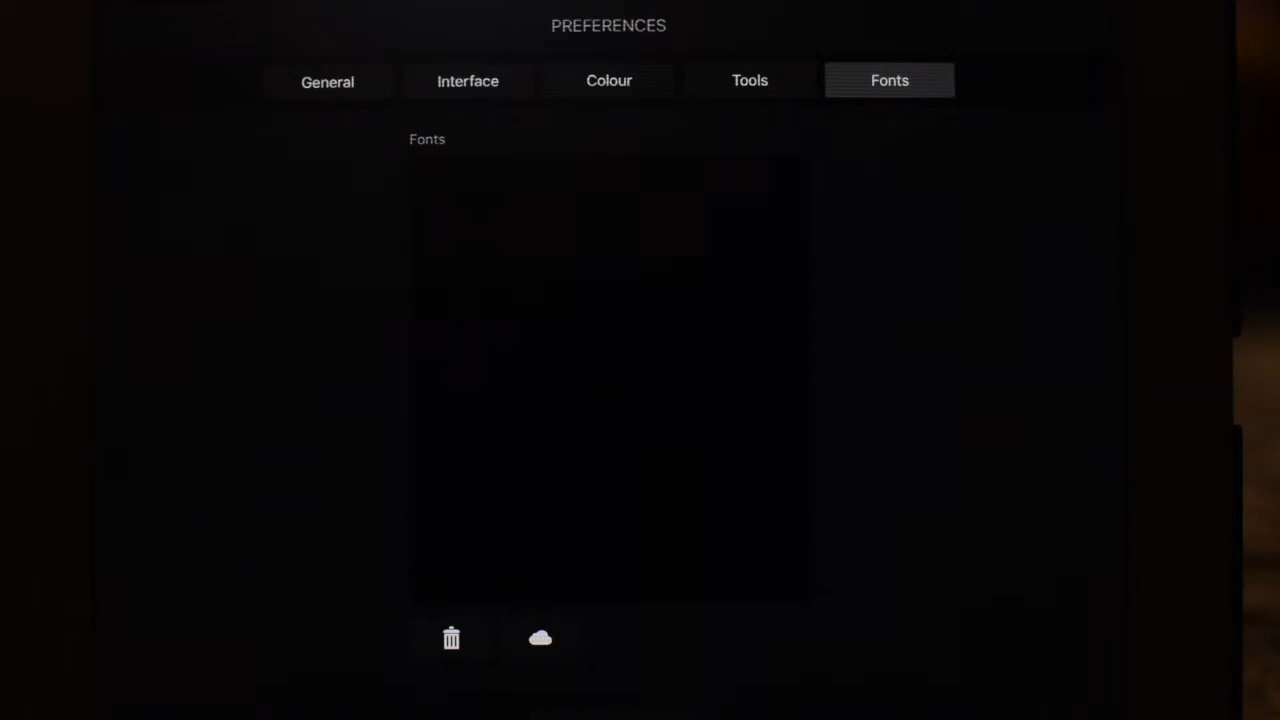 PREFERENCES
General
Interface
Colour
Tools
Fonts
Fonts